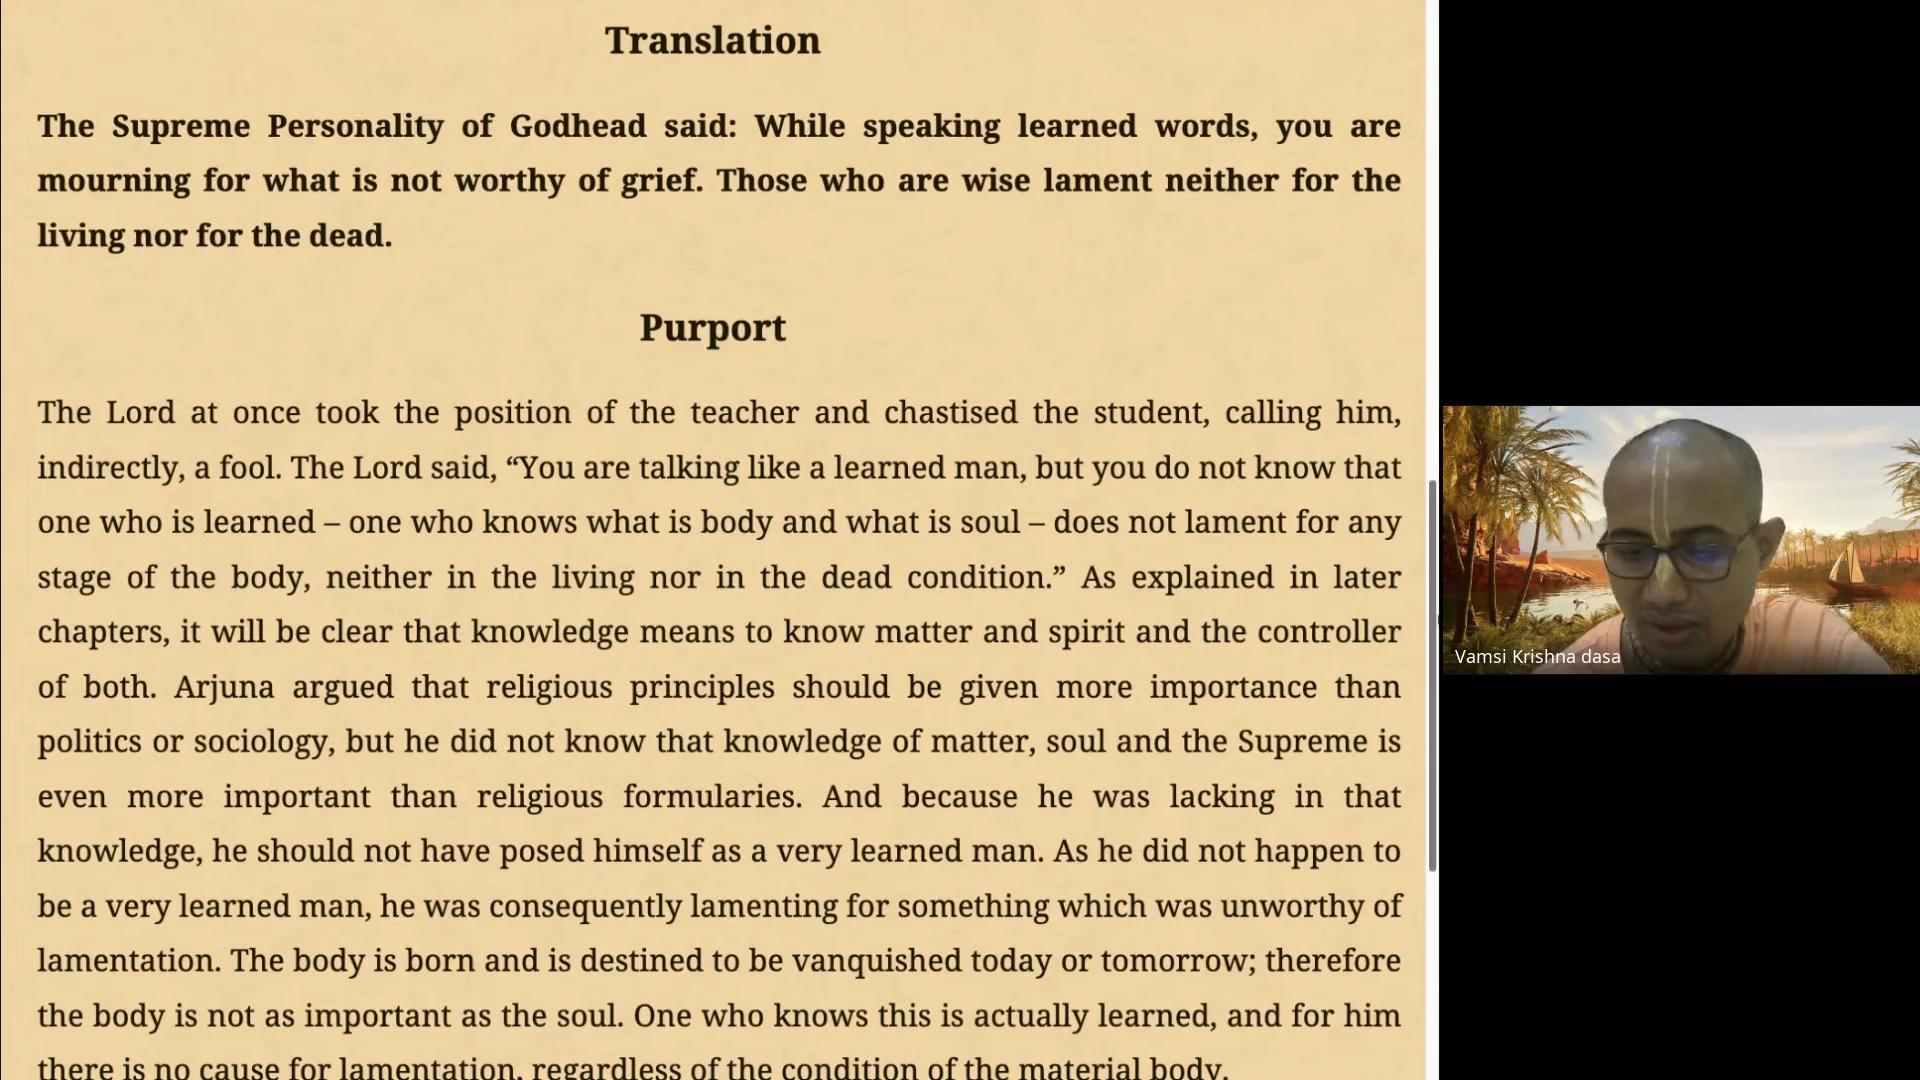 Translation
The Supreme Personality of Godhead said: While speaking learned words, you are
mourning for what is not worthy of grief. Those who are wise lament neither for the
living nor for the dead.
Purport
The Lord at once took the position of the teacher and chastised the student, calling him,
indirectly, a fool. The Lord said, “You are talking like a learned man, but you do not know that
one who is learned – one who knows what is body and what is soul – does not lament for any
stage of the body, neither in the living nor in the dead condition.” As explained in later
chapters, it will be clear that knowledge means to know matter and spirit and the controller
of both. Arjuna argued that religious principles should be given more importance than
politics or sociology, but he did not know that knowledge of matter, soul and the Supreme is
even more important than religious formularies. And because he was lacking in that
knowledge, he should not have posed himself as a very learned man. As he did not happen to
be a very learned man, he was consequently lamenting for something which was unworthy of
lamentation. The body is born and is destined to be vanquished today or tomorrow; therefore
the body is not as important as the soul. One who knows this is actually learned, and for him
there is no cause for lamentation, regardless of the condition of the material body.
Vamsi Krishna dasa